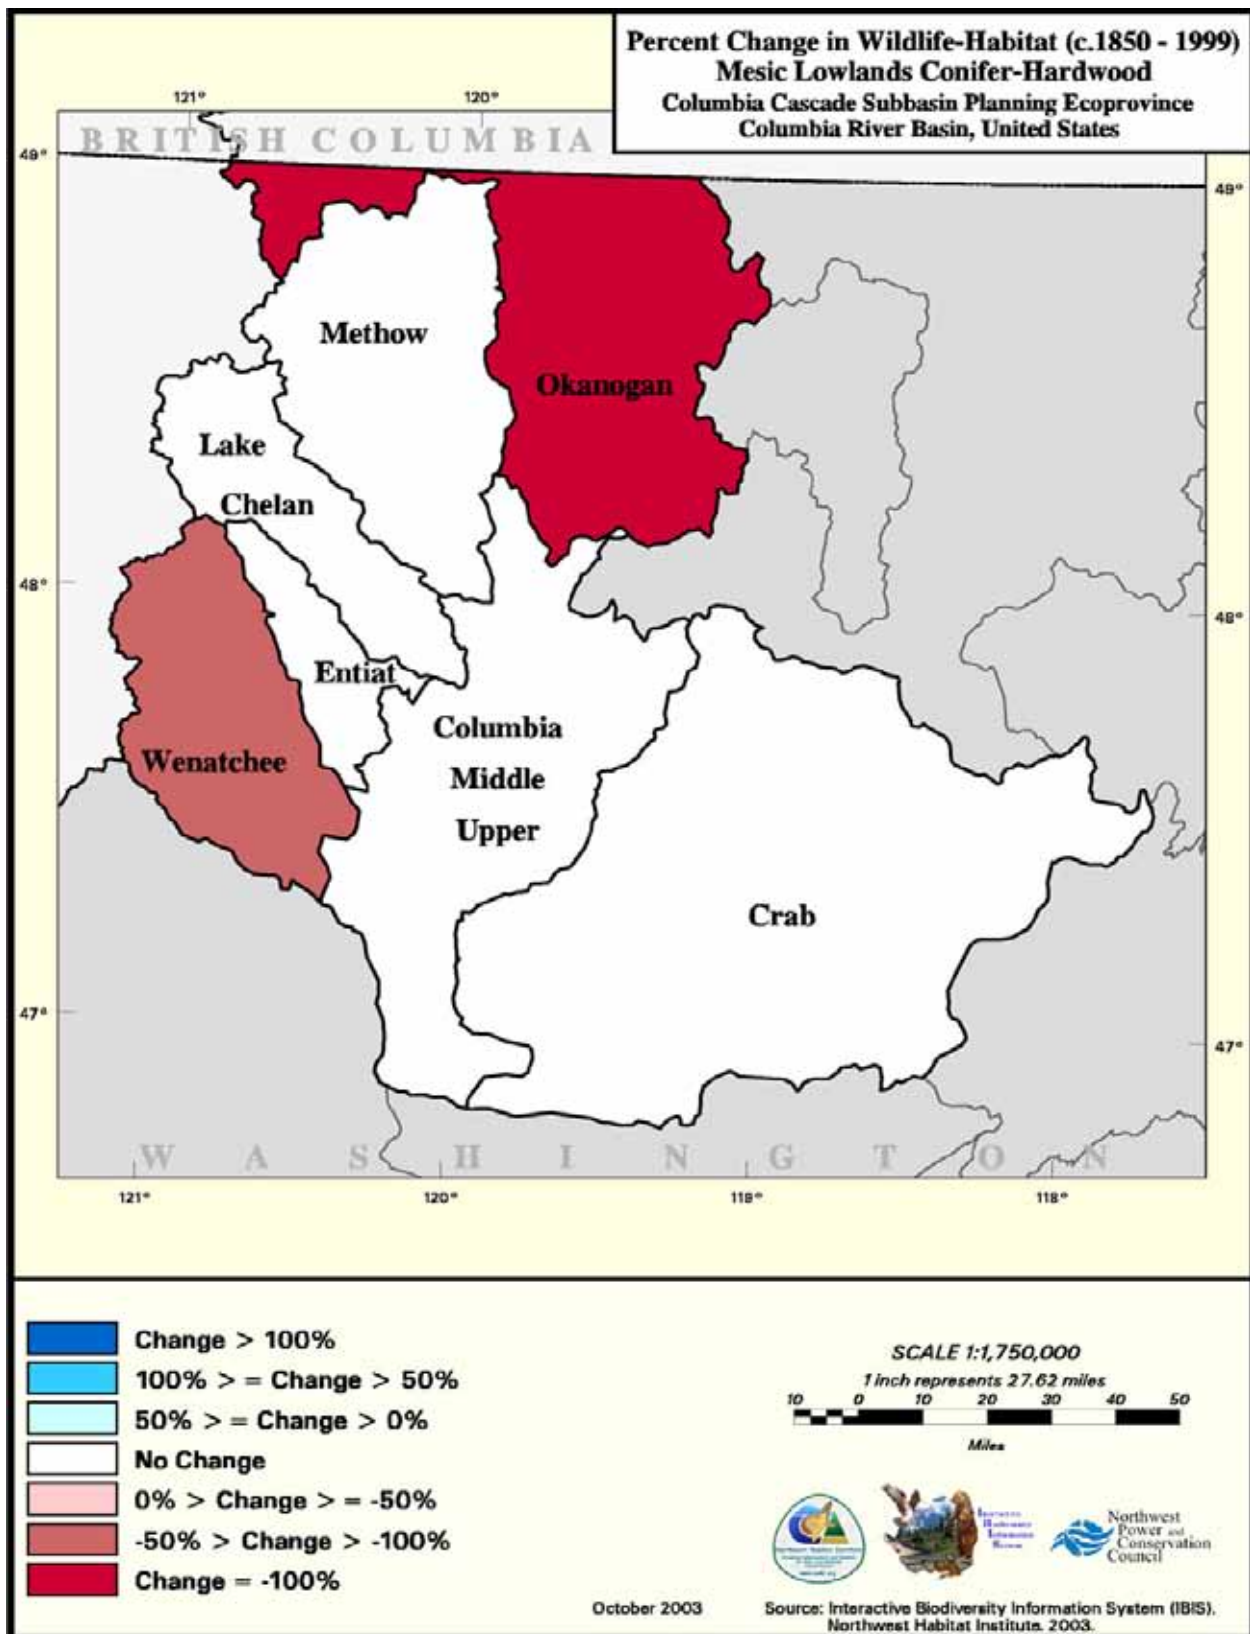 Percent Change in Wildlife-Habitat (c.1850 - 1999)
Mesic Lowlands Conifer-Hardwood
Columbia Cascade Subbasin Planning Ecoprovince
Columbia River Basin, United States
121° 120°
BRITISH COLUMBIA
49° 49°
Methow
Okanogan
Lake
Chelan
48° 48°
Entiat
Columbia
Middle
Upper
Wenatchee
Crab
47° 47°
WASHINGTON
121° 120° 119° 118°
Change > 100%
100% > = Change > 50%
50% > = Change > 0%
No Change
0% > Change > = -50%
-50% > Change > -100%
Change = -100%
SCALE 1:1,750,000
1 inch represents 27.62 miles
10 0 10 20 30 40 50
Miles
Interactive
Biodiversity
Information
System
Northwest
Power and
Conservation
Council
October 2003
Source: Interactive Biodiversity Information System (IBIS).
Northwest Habitat Institute. 2003.